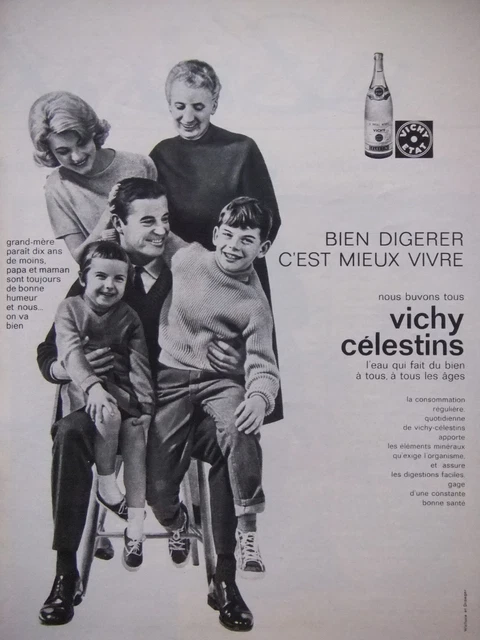 VICHY
ETAT
BIEN DIGERER
C'EST MIEUX VIVRE
grand-mère
paraît dix ans
de moins,
papa et maman
sont toujours
de bonne
humeur
et nous...
on va
bien
nous buvons tous
vichy
célestins
l'eau qui fait du bien
à tous, à tous les âges
la consommation
régulière,
quotidienne
de vichy-célestins
apporte
les éléments minéraux
qu'exige l'organisme,
et assure
les digestions faciles,
gage
d'une constante
bonne santé